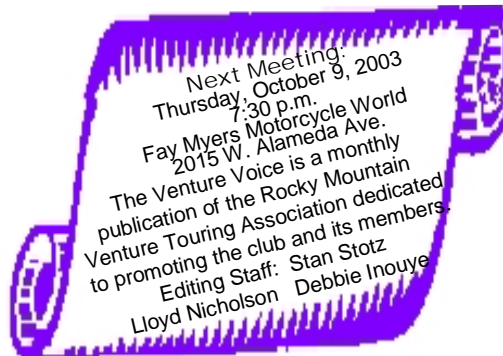 Next Meeting:
Thursday, October 9, 2003
7:30 p.m.
Fay Myers Motorcycle World
2015 W. Alameda Ave.
The Venture Voice is a monthly
publication of the Rocky Mountain
Venture Touring Association dedicated
to promoting the club and its members.
Editing Staff: Stan Stotz
Lloyd Nicholson Debbie Inouye